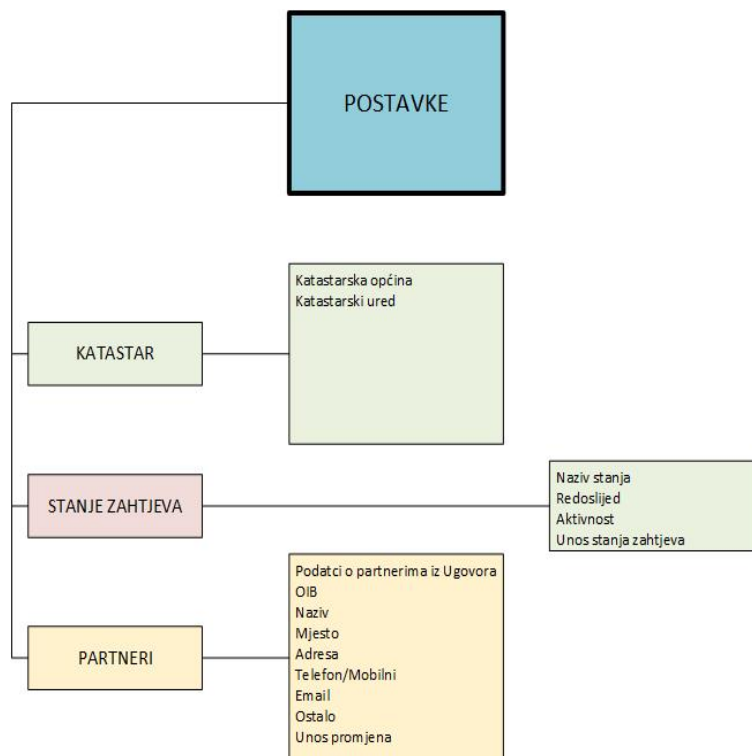 POSTAVKE
KATASTAR
Katastarska općina
Katastarski ured
STANJE ZAHTJEVA
Naziv stanja
Redoslijed
Aktivnost
Unos stanja zahtjeva
PARTNERI
Podatci o partnerima iz Ugovora
OIB
Naziv
Mjesto
Adresa
Telefon/Mobilni
Email
Ostalo
Unos promjena